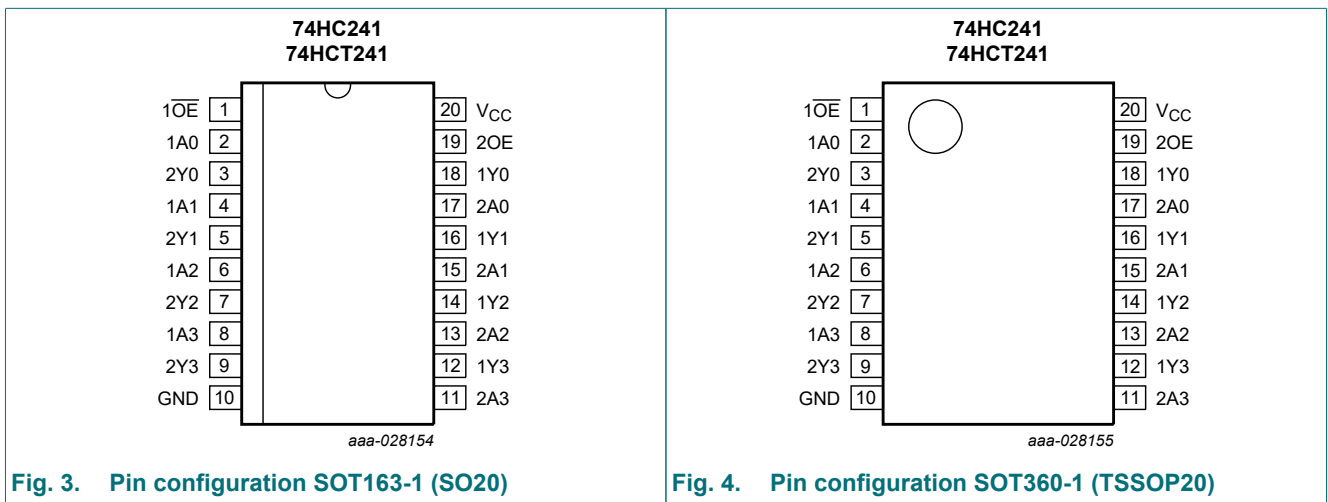 74HC241
74HCT241
1O̅E̅ 1
1A0 2
2Y0 3
1A1 4
2Y1 5
1A2 6
2Y2 7
1A3 8
2Y3 9
GND 10
20 VCC
19 2OE
18 1Y0
17 2A0
16 1Y1
15 2A1
14 1Y2
13 2A2
12 1Y3
11 2A3
aaa-028154
Fig. 3. Pin configuration SOT163-1 (SO20)
74HC241
74HCT241
1O̅E̅ 1
1A0 2
2Y0 3
1A1 4
2Y1 5
1A2 6
2Y2 7
1A3 8
2Y3 9
GND 10
20 VCC
19 2OE
18 1Y0
17 2A0
16 1Y1
15 2A1
14 1Y2
13 2A2
12 1Y3
11 2A3
aaa-028155
Fig. 4. Pin configuration SOT360-1 (TSSOP20)